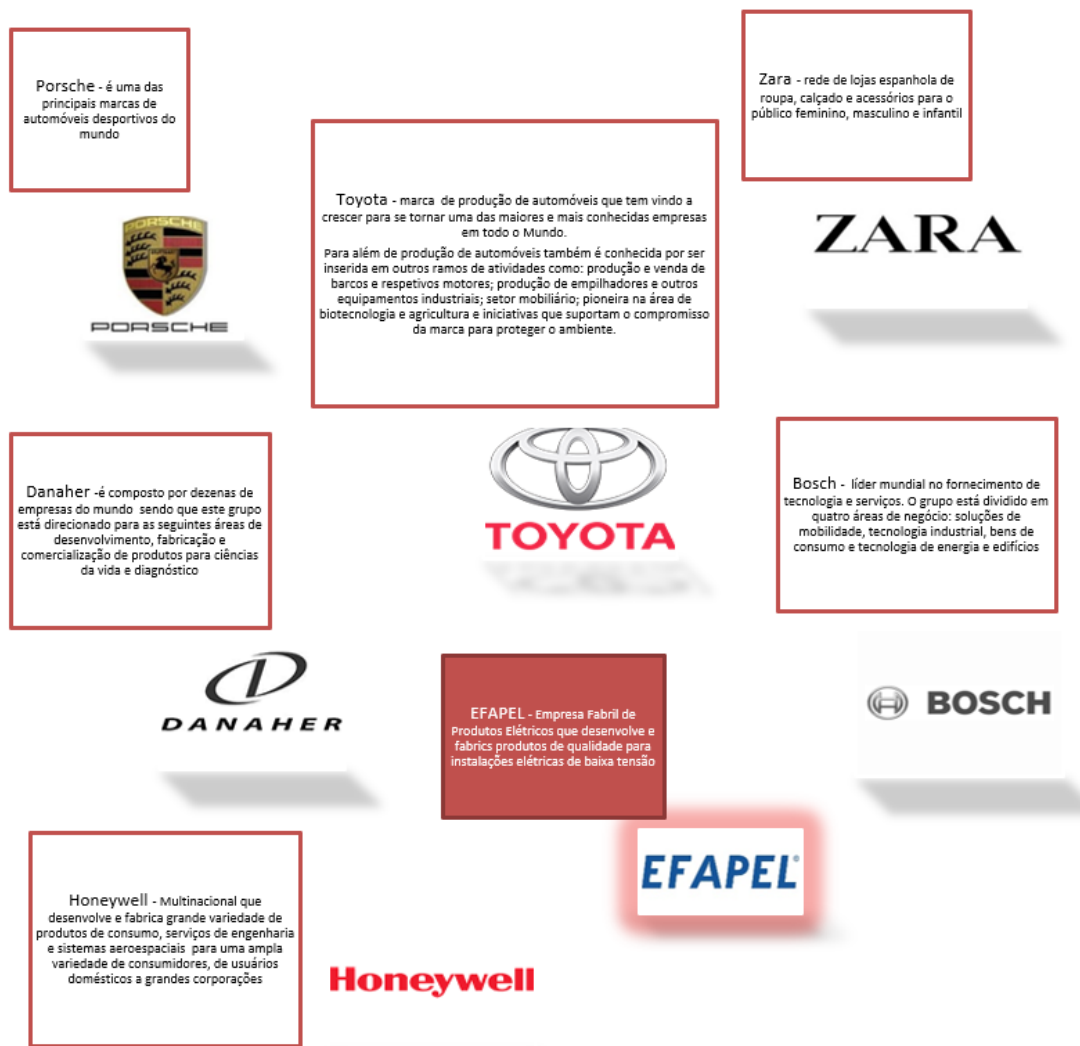 Porsche - é uma das
principais marcas de
automóveis desportivos do
mundo
Zara - rede de lojas espanhola de
roupa, calçado e acessórios para o
público feminino, masculino e infantil
Toyota - marca de produção de automóveis que tem vindo a
crescer para se tornar uma das maiores e mais conhecidas empresas
em todo o Mundo.
Para além de produção de automóveis também é conhecida por ser
inserida em outros ramos de atividades como: produção e venda de
barcos e respetivos motores; produção de empilhadores e outros
equipamentos industriais; setor mobiliário; pioneira na área de
biotecnologia e agricultura e iniciativas que suportam o compromisso
da marca para proteger o ambiente.
PORSCHE
PORSCHE
ZARA
Danaher -é composto por dezenas de
empresas do mundo sendo que este grupo
está direcionado para as seguintes áreas de
desenvolvimento, fabricação e
comercialização de produtos para ciências
da vida e diagnóstico
TOYOTA
Bosch - líder mundial no fornecimento de
tecnologia e serviços. O grupo está dividido em
quatro áreas de negócio: soluções de
mobilidade, tecnologia industrial, bens de
consumo e tecnologia de energia e edifícios
DANAHER
EFAPEL - Empresa Fabril de
Produtos Elétricos que desenvolve e
fabrics produtos de qualidade para
instalações elétricas de baixa tensão
BOSCH
EFAPEL
Honeywell - Multinacional que
desenvolve e fabrica grande variedade de
produtos de consumo, serviços de engenharia
e sistemas aeroespaciais para uma ampla
variedade de consumidores, de usuários
domésticos a grandes corporações
Honeywell